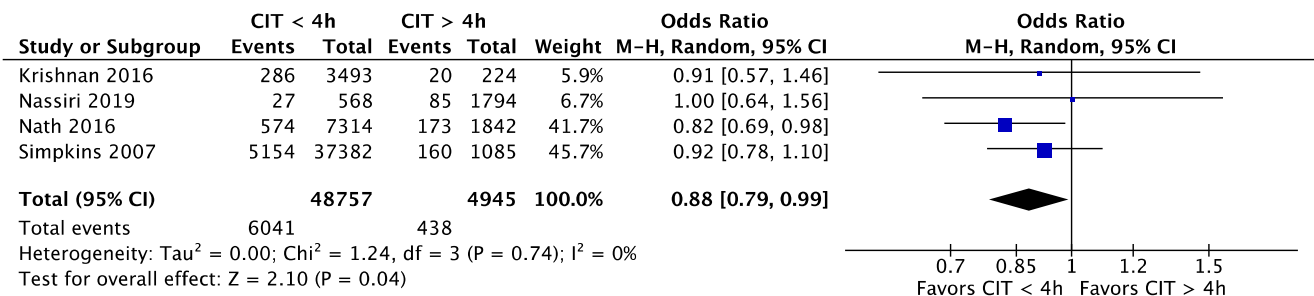 CIT < 4h CIT > 4h Odds Ratio Odds Ratio
Study or Subgroup Events Total Events Total Weight M-H, Random, 95% CI M-H, Random, 95% CI
Krishnan 2016 286 3493 20 224 5.9% 0.91 [0.57, 1.46]
Nassiri 2019 27 568 85 1794 6.7% 1.00 [0.64, 1.56]
Nath 2016 574 7314 173 1842 41.7% 0.82 [0.69, 0.98]
Simpkins 2007 5154 37382 160 1085 45.7% 0.92 [0.78, 1.10]
Total (95% CI) 48757 4945 100.0% 0.88 [0.79, 0.99]
Total events 6041 438
Heterogeneity: Tau² = 0.00; Chi² = 1.24, df = 3 (P = 0.74); I² = 0%
Test for overall effect: Z = 2.10 (P = 0.04)
0.7 0.85 1 1.2 1.5
Favors CIT < 4h Favors CIT > 4h